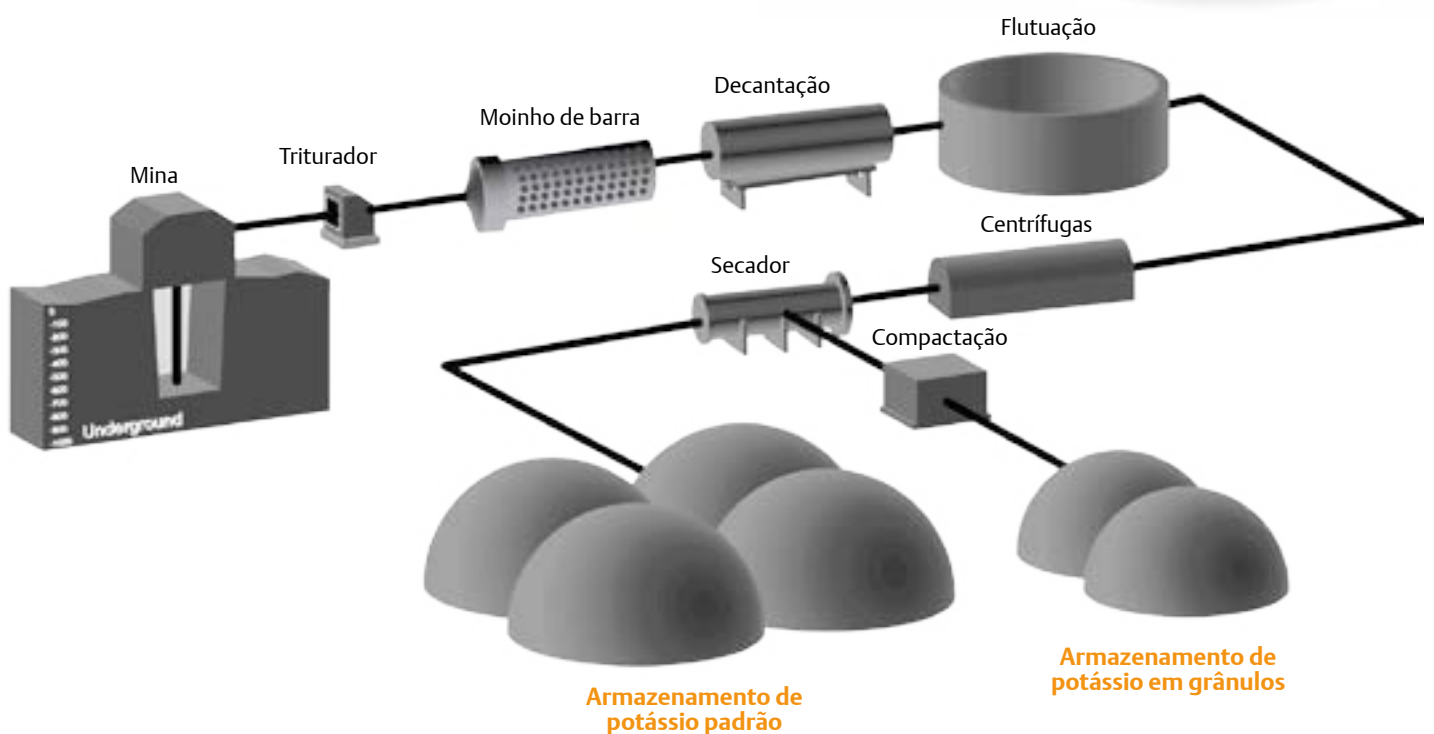 Flutuação
Decantação
Moinho de barra
Triturador
Mina
Centrífugas
Secador
Compactação
Underground
Armazenamento de
potássio em grânulos
Armazenamento de
potássio padrão